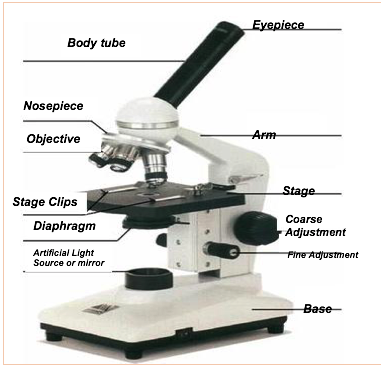 Eyepiece
Body tube
Nosepiece
Objective
Arm
Stage Clips
Stage
Diaphragm
Coarse
Adjustment
Artificial Light
Source or mirror
Fine Adjustment
Base